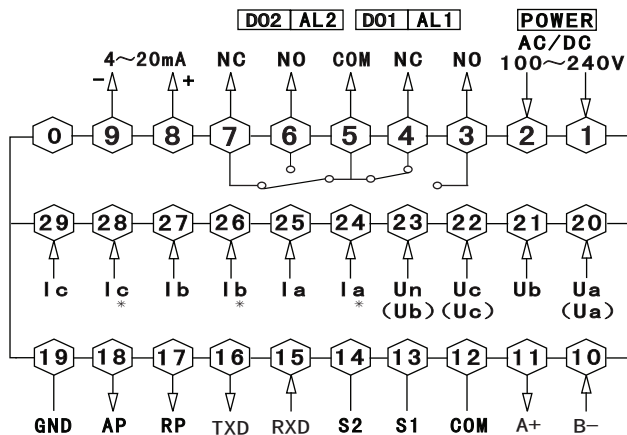 DO2 AL2 DO1 AL1 POWER
AC/DC
4～20mA NC NO COM NC NO 100～240V
- +
0 9 8 7 6 5 4 3 2 1
29 28 27 26 25 24 23 22 21 20
Ic Ic* Ib Ib* Ia Ia* Un Uc Ub Ua
(Ub) (Uc) (Ua)
19 18 17 16 15 14 13 12 11 10
GND AP RP TXD RXD S2 S1 COM A+ B-